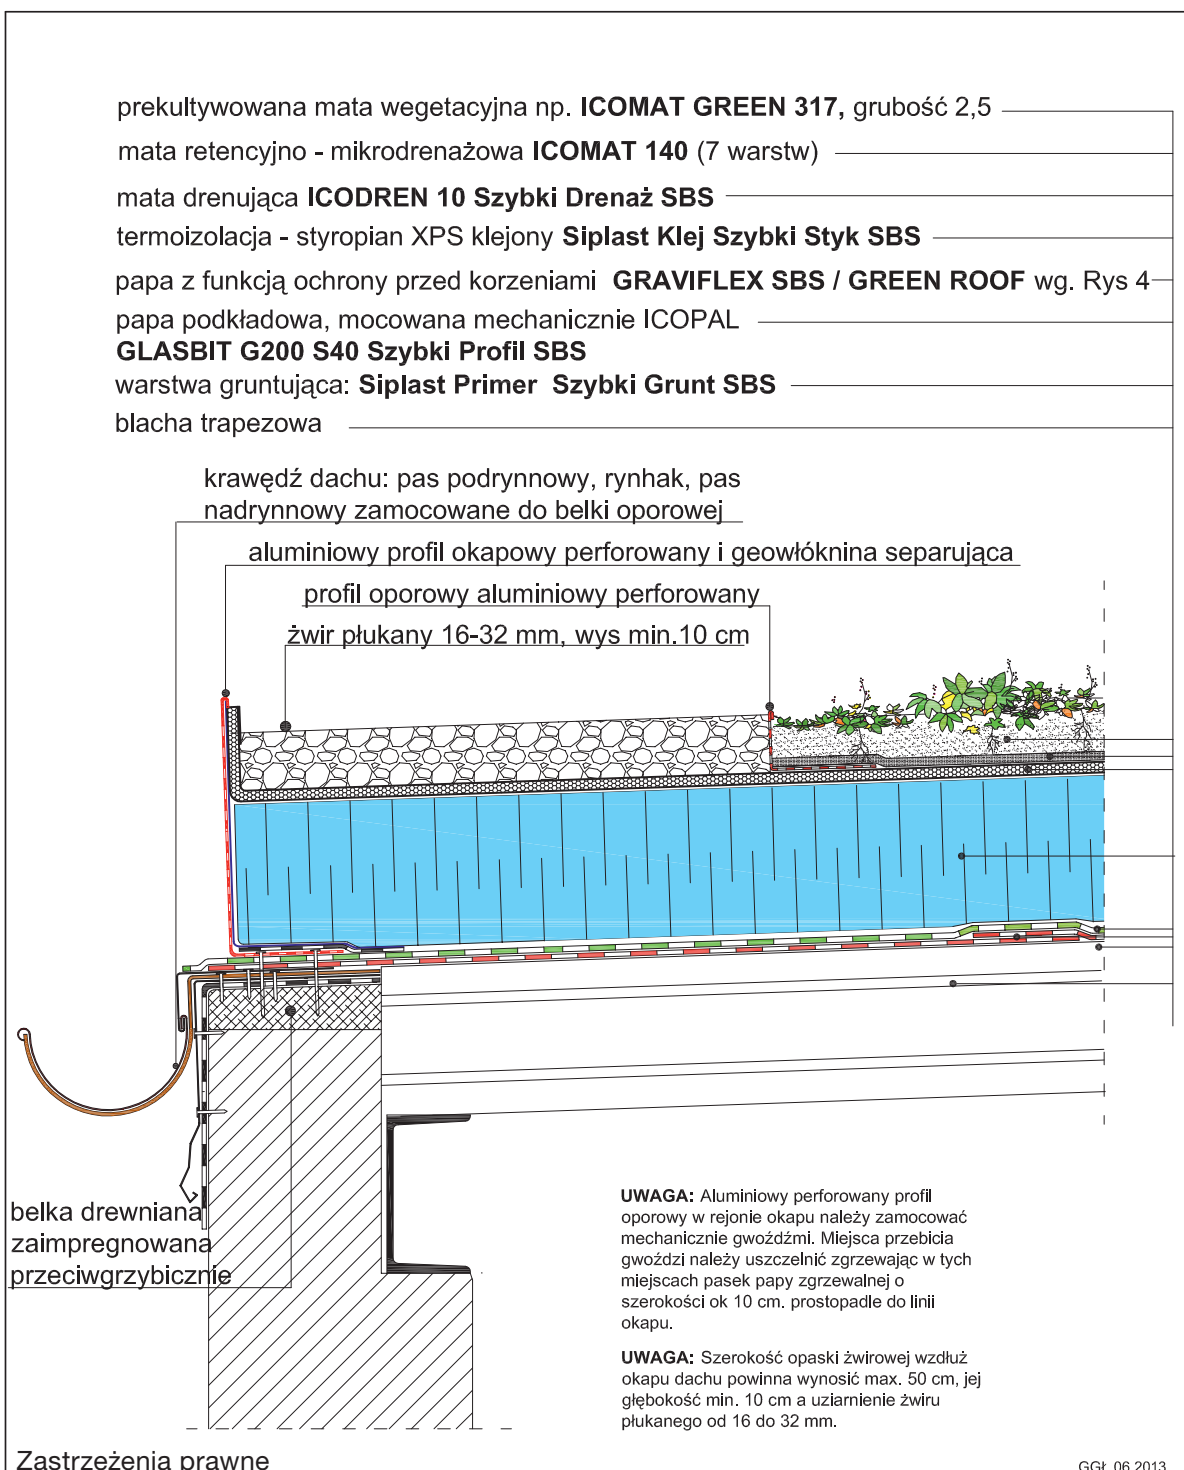 prekultywowana mata wegetacyjna np. ICOMAT GREEN 317, grubość 2,5
mata retencyjno - mikrodrenażowa ICOMAT 140 (7 warstw)
mata drenująca ICODREN 10 Szybki Drenaż SBS
termoizolacja - styropian XPS klejony Siplast Klej Szybki Styk SBS
papa z funkcją ochrony przed korzeniami GRAVIFLEX SBS / GREEN ROOF wg. Rys 4
papa podkładowa, mocowana mechanicznie ICOPAL
GLASBIT G200 S40 Szybki Profil SBS
warstwa gruntująca: Siplast Primer Szybki Grunt SBS
blacha trapezowa
krawędź dachu: pas podrynnowy, rynhak, pas
nadrynnowy zamocowane do belki oporowej
aluminiowy profil okapowy perforowany i geowłóknina separująca
profil oporowy aluminiowy perforowany
żwir płukany 16-32 mm, wys min.10 cm
belka drewniana
zaimpregnowana
przeciwgrzybicznie
UWAGA: Aluminiowy perforowany profil
oporowy w rejonie okapu należy zamocować
mechanicznie gwoździmi. Miejsca przebicia
gwoździ należy uszczelnić zgrzewając w tych
miejscach pasek papy zgrzewalnej o
szerokości ok 10 cm. prostopadle do linii
okapu.
UWAGA: Szerokość opaski żwirowej wzdłuż
okapu dachu powinna wynosić max. 50 cm, jej
głębokość min. 10 cm a uziarnienie żwiru
płukanego od 16 do 32 mm.
Zastrzeżenia prawne
GGŁ 06.2013